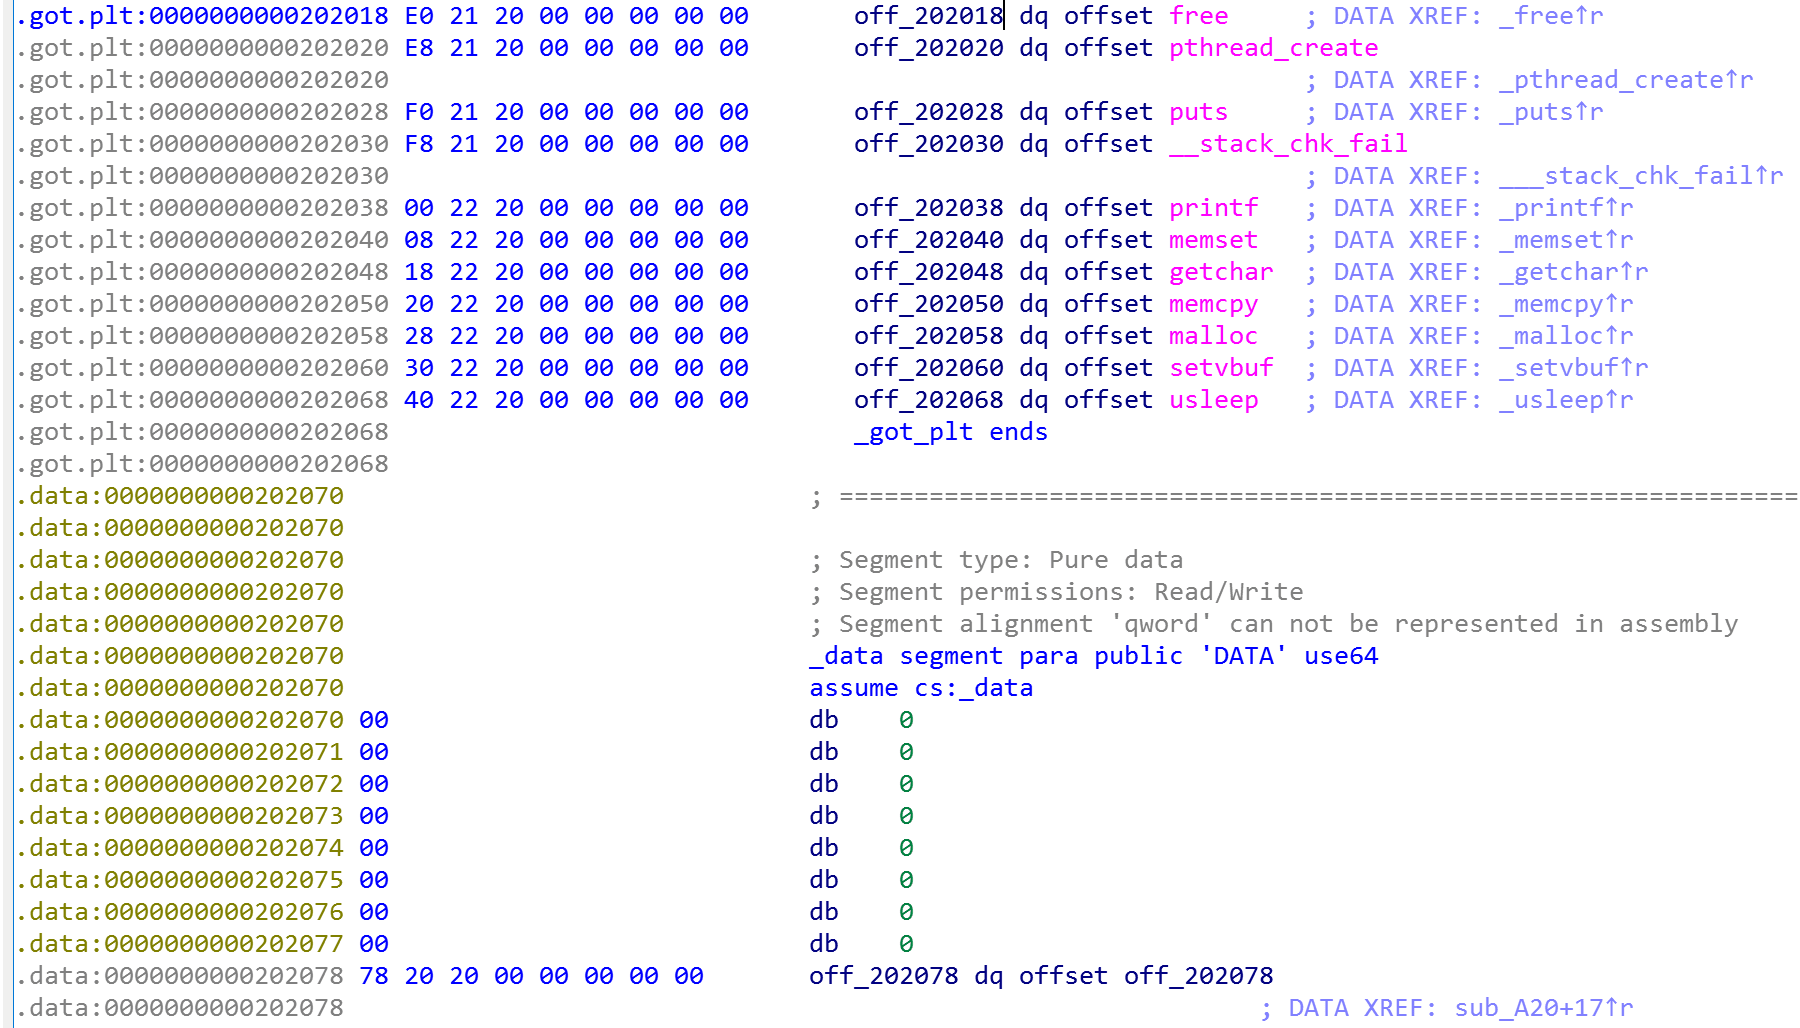 .got.plt:0000000000202018 E0 21 20 00 00 00 00 00 off_202018 dq offset free ; DATA XREF: _free↑r
.got.plt:0000000000202020 E8 21 20 00 00 00 00 00 off_202020 dq offset pthread_create
.got.plt:0000000000202020 ; DATA XREF: _pthread_create↑r
.got.plt:0000000000202028 F0 21 20 00 00 00 00 00 off_202028 dq offset puts ; DATA XREF: _puts↑r
.got.plt:0000000000202030 F8 21 20 00 00 00 00 00 off_202030 dq offset __stack_chk_fail
.got.plt:0000000000202030 ; DATA XREF: ___stack_chk_fail↑r
.got.plt:0000000000202038 00 22 20 00 00 00 00 00 off_202038 dq offset printf ; DATA XREF: _printf↑r
.got.plt:0000000000202040 08 22 20 00 00 00 00 00 off_202040 dq offset memset ; DATA XREF: _memset↑r
.got.plt:0000000000202048 18 22 20 00 00 00 00 00 off_202048 dq offset getchar ; DATA XREF: _getchar↑r
.got.plt:0000000000202050 20 22 20 00 00 00 00 00 off_202050 dq offset memcpy ; DATA XREF: _memcpy↑r
.got.plt:0000000000202058 28 22 20 00 00 00 00 00 off_202058 dq offset malloc ; DATA XREF: _malloc↑r
.got.plt:0000000000202060 30 22 20 00 00 00 00 00 off_202060 dq offset setvbuf ; DATA XREF: _setvbuf↑r
.got.plt:0000000000202068 40 22 20 00 00 00 00 00 off_202068 dq offset usleep ; DATA XREF: _usleep↑r
.got.plt:0000000000202068 _got_plt ends
.got.plt:0000000000202068
.data:0000000000202070 ; ================================================================
.data:0000000000202070
.data:0000000000202070 ; Segment type: Pure data
.data:0000000000202070 ; Segment permissions: Read/Write
.data:0000000000202070 ; Segment alignment 'qword' can not be represented in assembly
.data:0000000000202070 _data segment para public 'DATA' use64
.data:0000000000202070 assume cs:_data
.data:0000000000202070 00 db 0
.data:0000000000202071 00 db 0
.data:0000000000202072 00 db 0
.data:0000000000202073 00 db 0
.data:0000000000202074 00 db 0
.data:0000000000202075 00 db 0
.data:0000000000202076 00 db 0
.data:0000000000202077 00 db 0
.data:0000000000202078 78 20 20 00 00 00 00 00 off_202078 dq offset off_202078
.data:0000000000202078 ; DATA XREF: sub_A20+17↑r